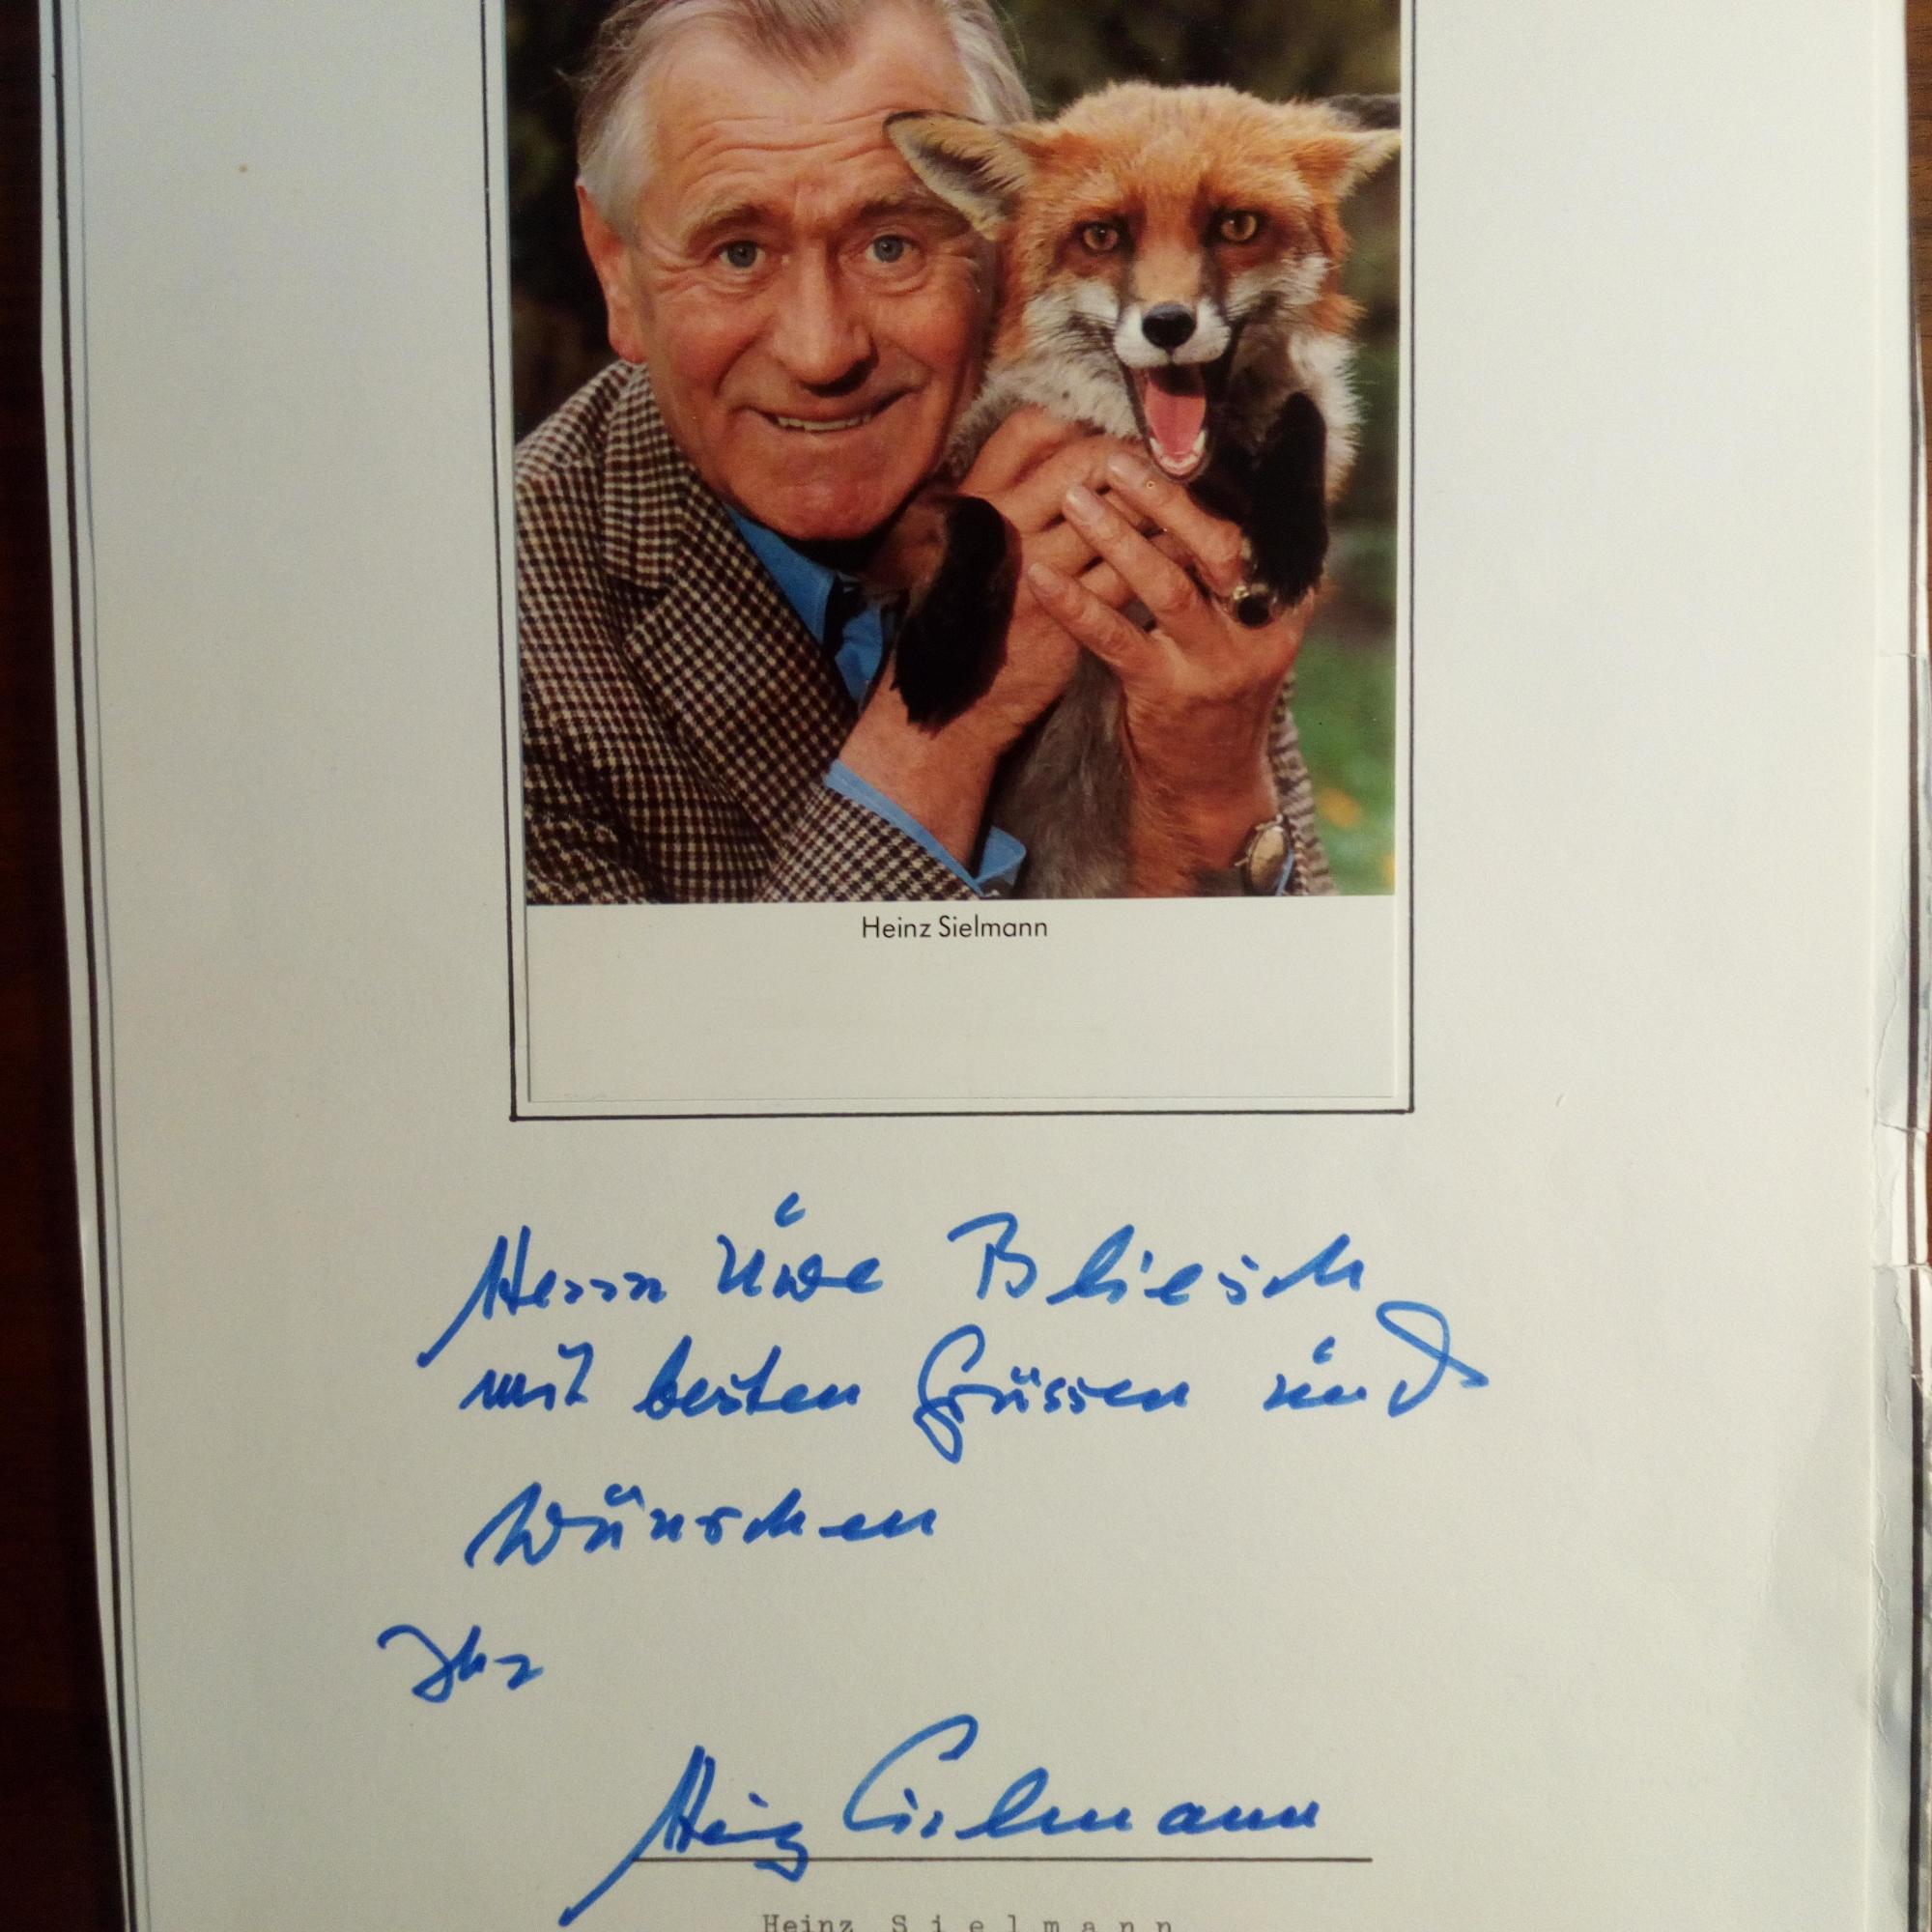 Heinz Sielmann
Herrn Uwe Bliesch
mit besten Grüssen und
Wünschen
Ihr
Heinz Sielmann
Heinz Sielmann